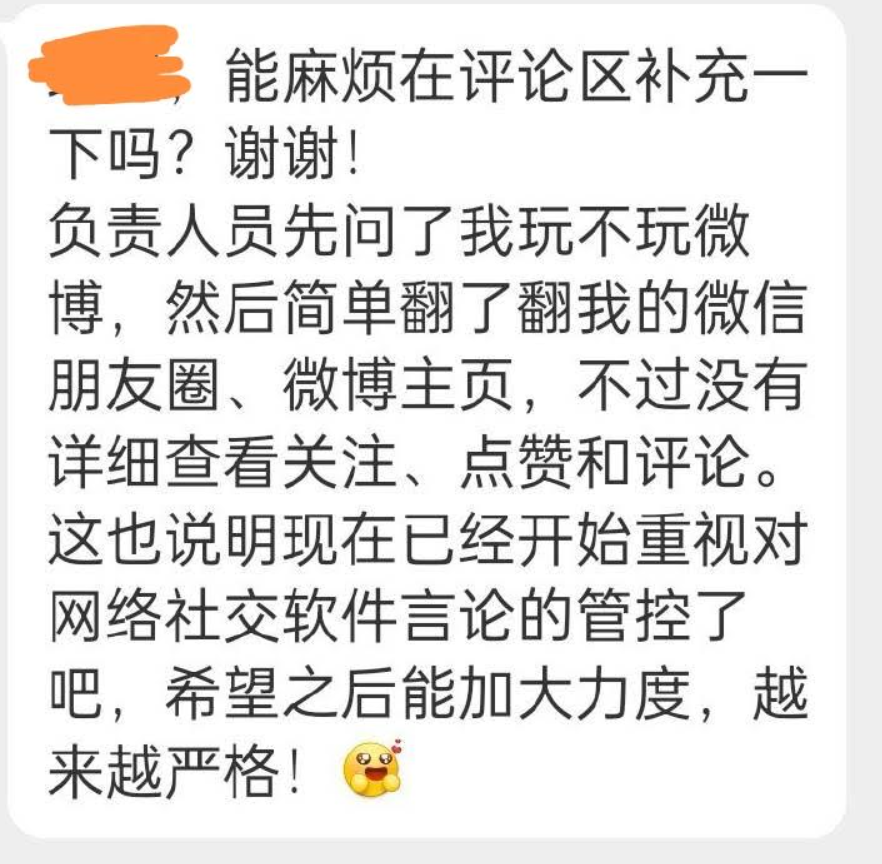 ，能麻烦在评论区补充一
下吗？谢谢！
负责人员先问了我玩不玩微
博，然后简单翻了翻我的微信
朋友圈、微博主页，不过没有
详细查看关注、点赞和评论。
这也说明现在已经开始重视对
网络社交软件言论的管控了
吧，希望之后能加大力度，越
来越严格！